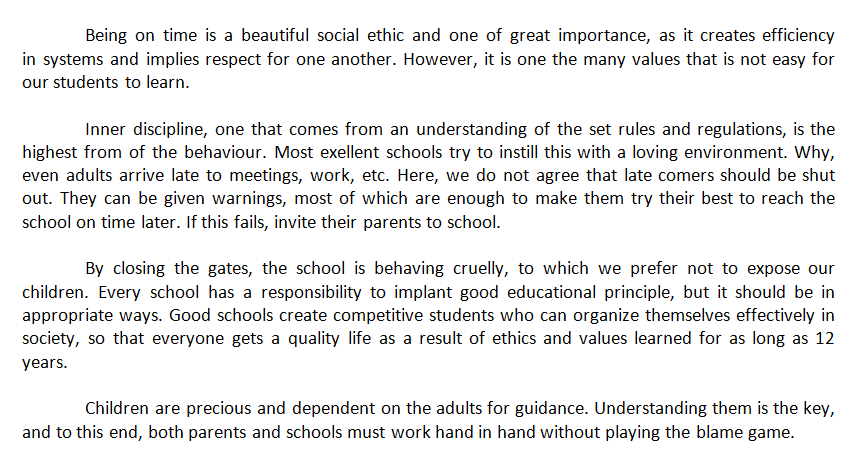 Being on time is a beautiful social ethic and one of great importance, as it creates efficiency
in systems and implies respect for one another. However, it is one the many values that is not easy for
our students to learn.
Inner discipline, one that comes from an understanding of the set rules and regulations, is the
highest from of the behaviour. Most exellent schools try to instill this with a loving environment. Why,
even adults arrive late to meetings, work, etc. Here, we do not agree that late comers should be shut
out. They can be given warnings, most of which are enough to make them try their best to reach the
school on time later. If this fails, invite their parents to school.
By closing the gates, the school is behaving cruelly, to which we prefer not to expose our
children. Every school has a responsibility to implant good educational principle, but it should be in
appropriate ways. Good schools create competitive students who can organize themselves effectively in
society, so that everyone gets a quality life as a result of ethics and values learned for as long as 12
years.
Children are precious and dependent on the adults for guidance. Understanding them is the key,
and to this end, both parents and schools must work hand in hand without playing the blame game.